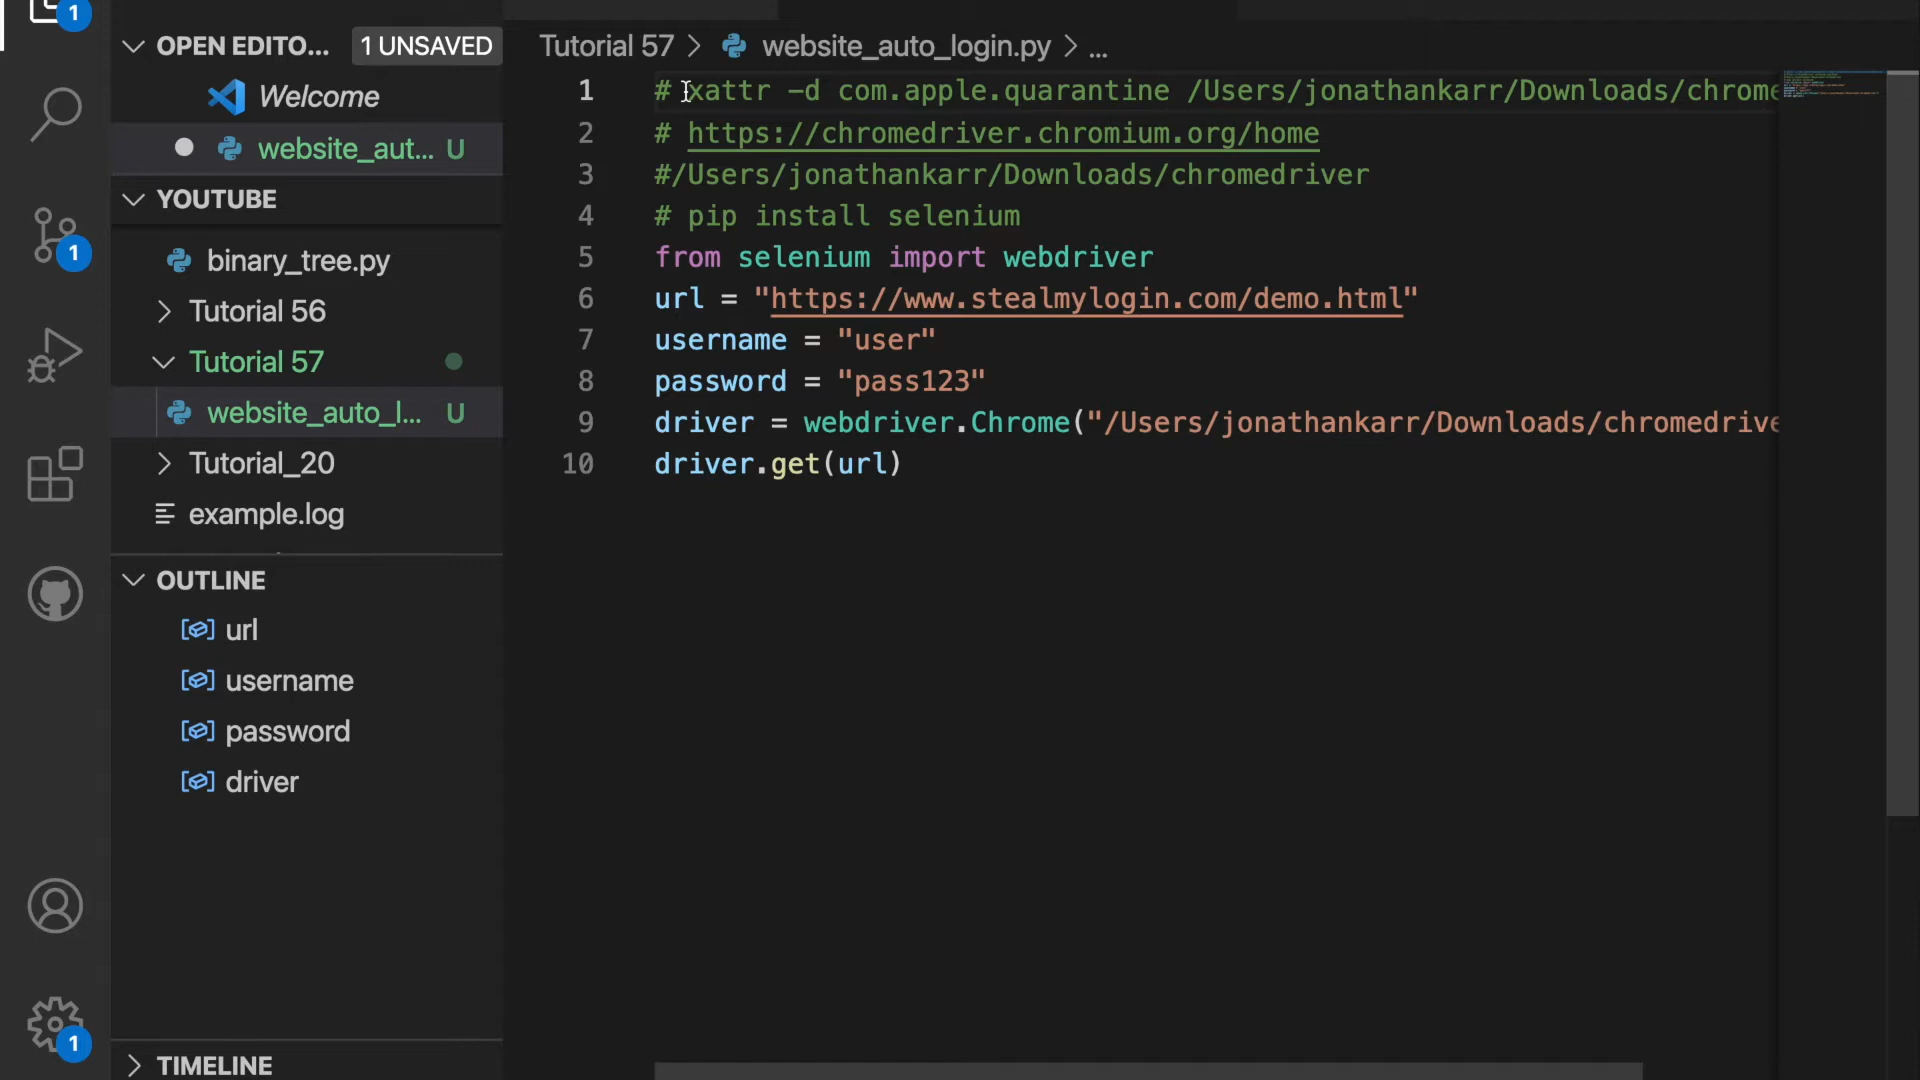 1
OPEN EDITO... 1 UNSAVED
Welcome
website_aut... U
YOUTUBE
binary_tree.py
Tutorial 56
Tutorial 57
website_auto_l... U
Tutorial_20
example.log
OUTLINE
url
username
password
driver
TIMELINE
1
1
Tutorial 57 > website_auto_login.py > ...
1 # xattr -d com.apple.quarantine /Users/jonathankarr/Downloads/chrome
2 # https://chromedriver.chromium.org/home
3 #/Users/jonathankarr/Downloads/chromedriver
4 # pip install selenium
5 from selenium import webdriver
6 url = "https://www.stealmylogin.com/demo.html"
7 username = "user"
8 password = "pass123"
9 driver = webdriver.Chrome("/Users/jonathankarr/Downloads/chromedrive
10 driver.get(url)